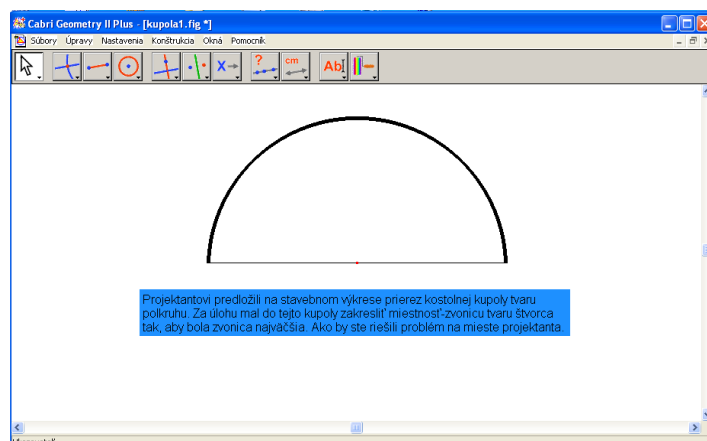 Cabri Geometry II Plus - [kupola1.fig *]
Súbory Úpravy Nastavenia Konštrukcia Okná Pomocník
X ? cm Ab
Projektantovi predložili na stavebnom výkrese prierez kostolnej kupoly tvaru
polkruhu. Za úlohu mal do tejto kupoly zakresliť miestnosť-zvonicu tvaru štvorca
tak, aby bola zvonica najväčšia. Ako by ste riešili problém na mieste projektanta.